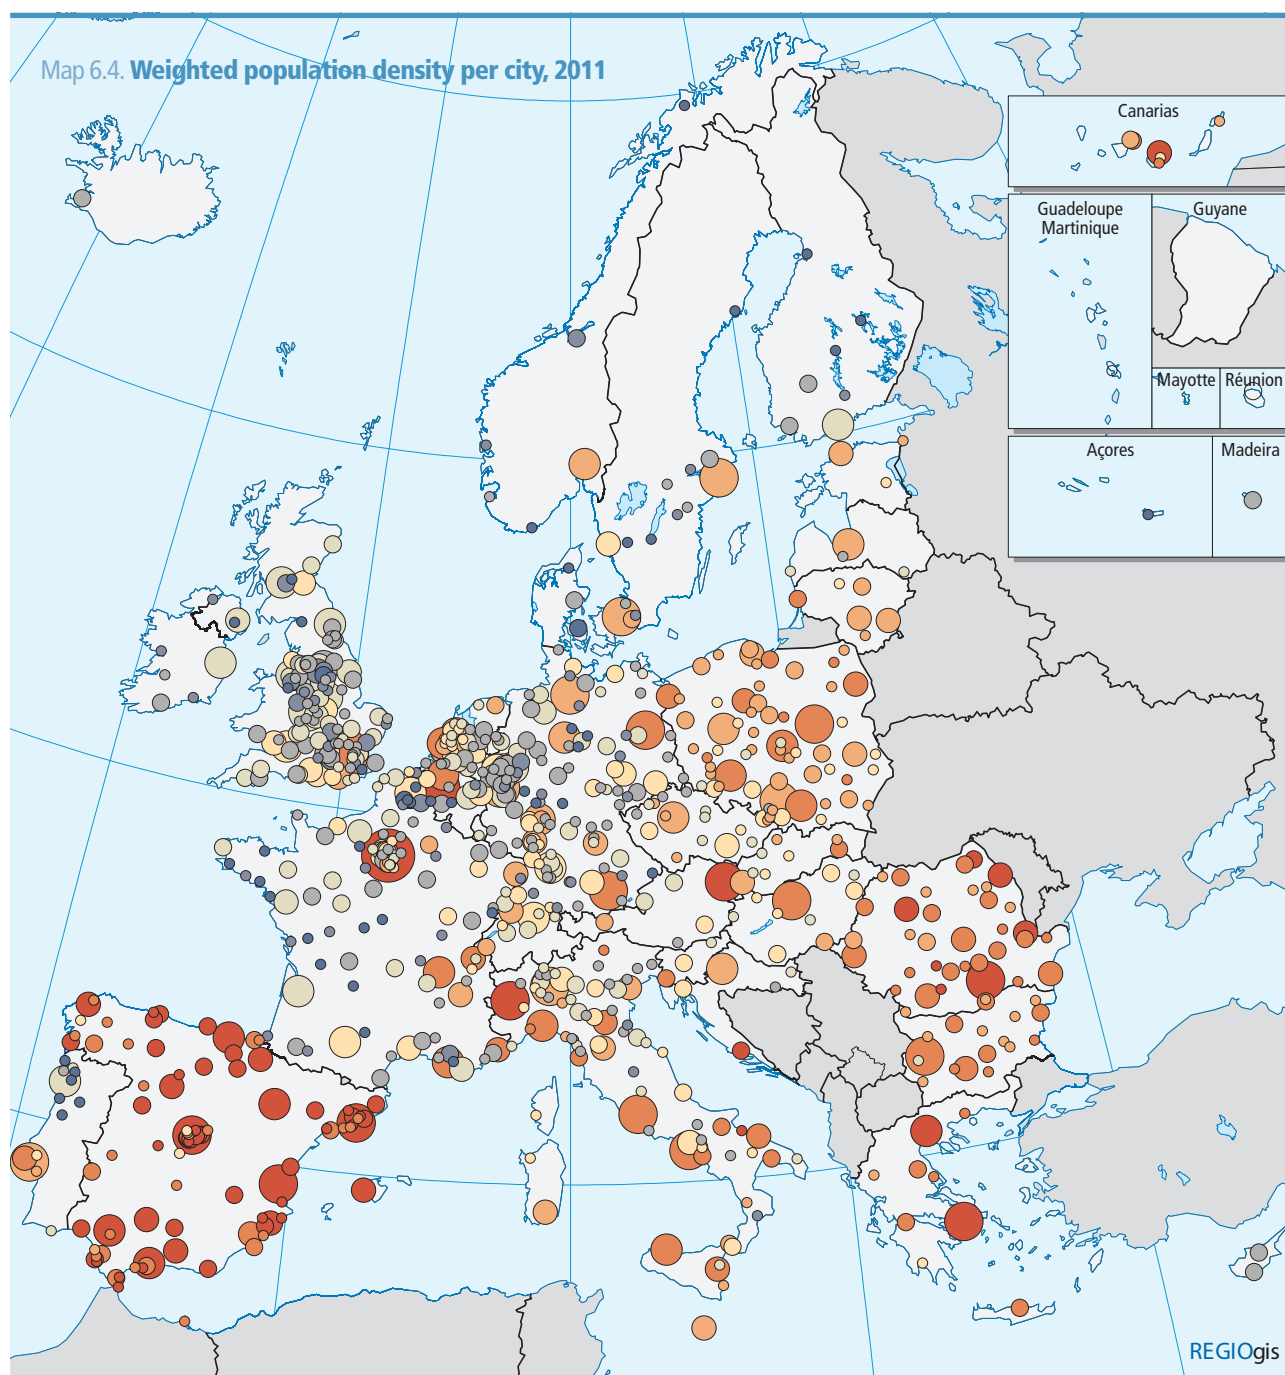 Map 6.4. Weighted population density per city, 2011
Canarias
Guadeloupe
Martinique
Guyane
Mayotte
Réunion
Açores
Madeira
REGIOgis